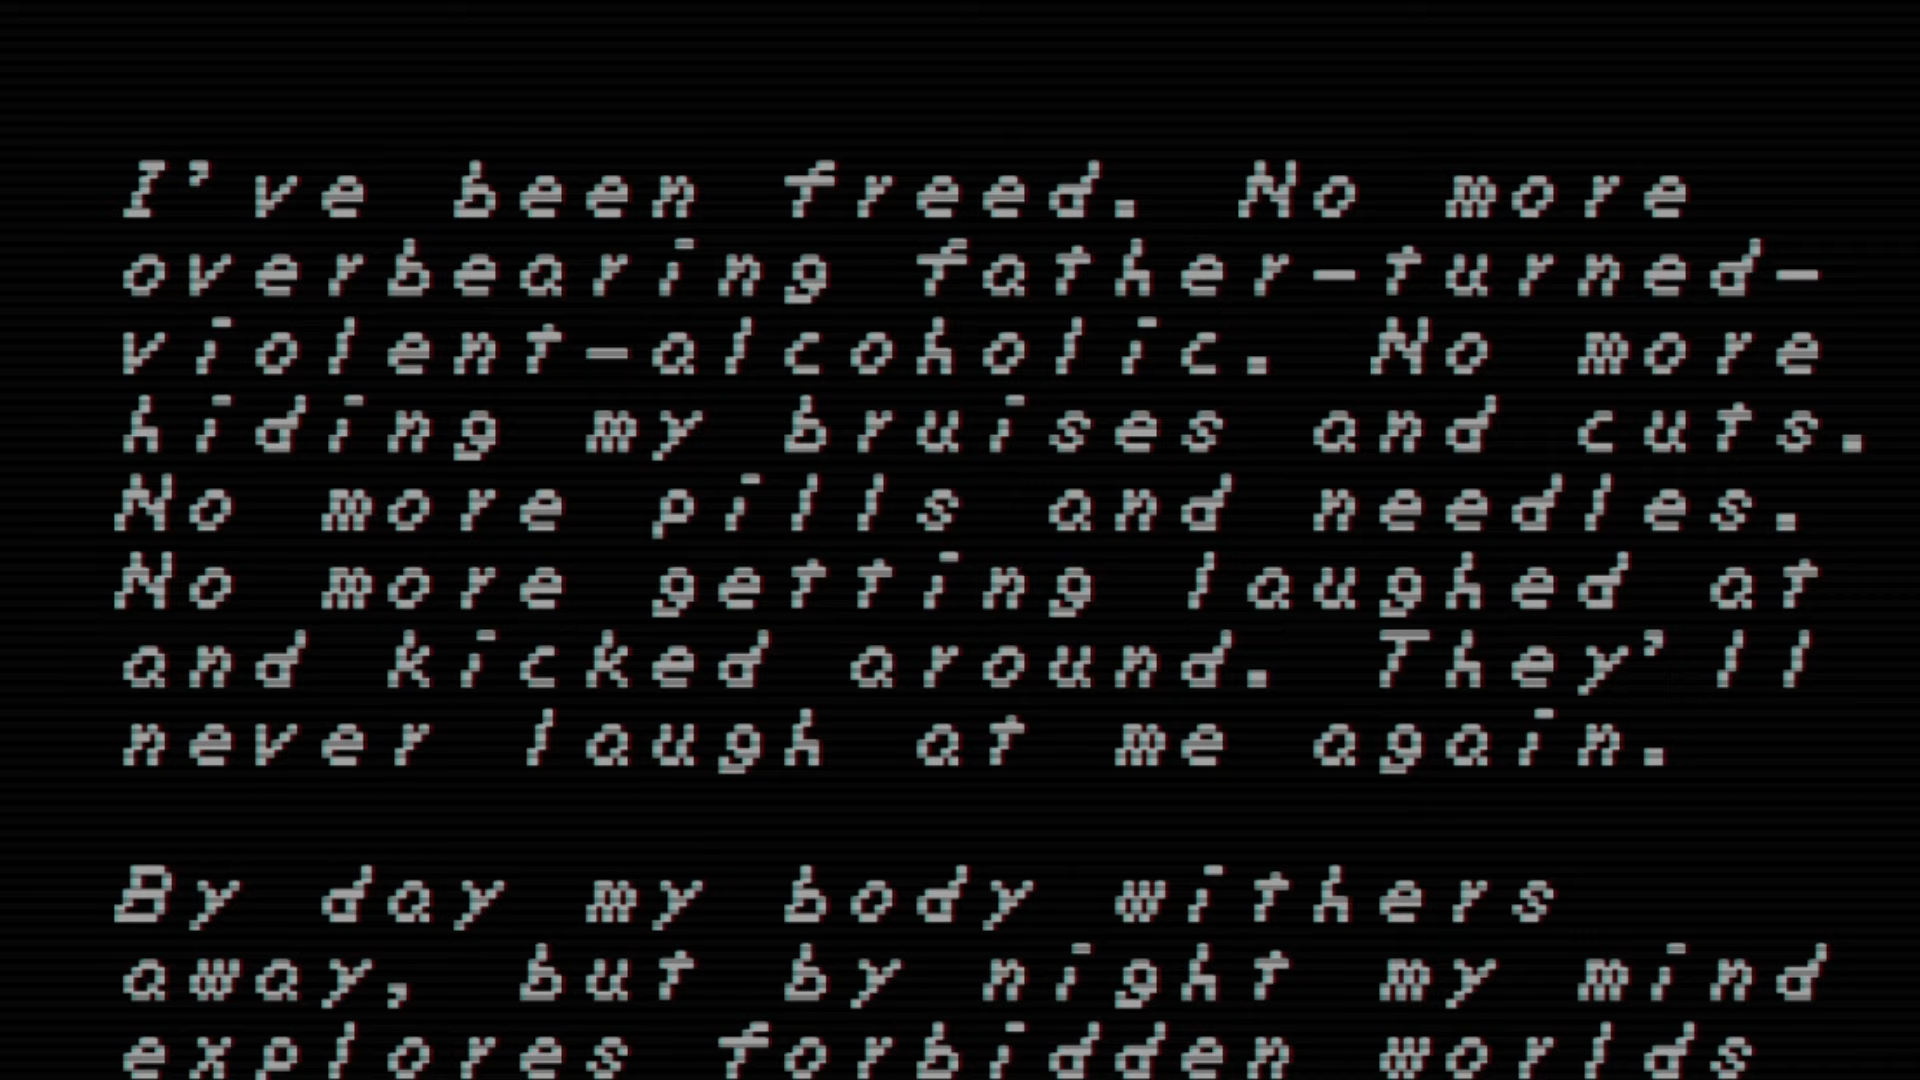 I’ve been freed. No more
overbearing father-turned-
violent-alcoholic. No more
hiding my bruises and cuts.
No more pills and needles.
No more getting laughed at
and kicked around. They’ll
never laugh at me again.
By day my body withers
away, but by night my mind
explores forbidden worlds